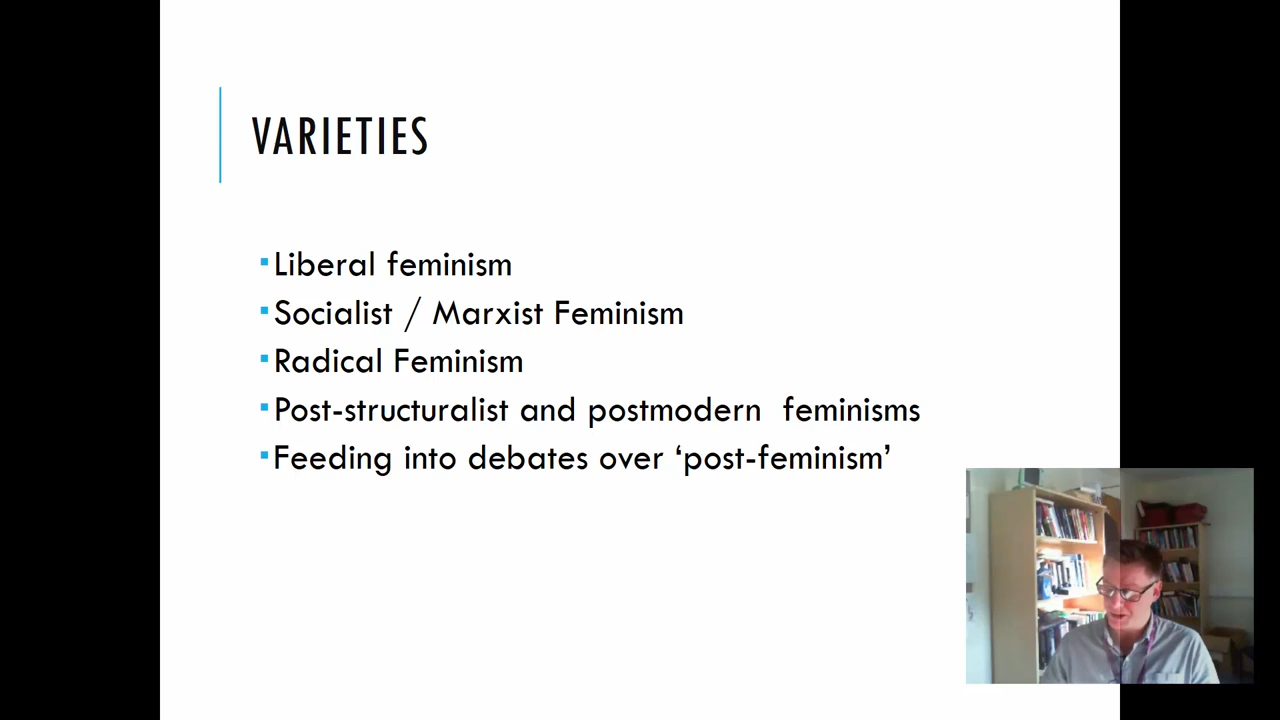 VARIETIES
Liberal feminism
Socialist / Marxist Feminism
Radical Feminism
Post-structuralist and postmodern feminisms
Feeding into debates over ‘post-feminism’